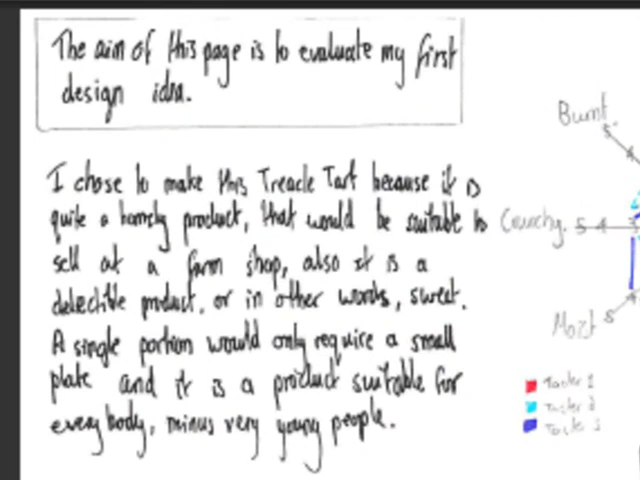 The aim of this page is to evaluate my first
design idea.
I chose to make this Treacle Tart because it is
quite a homely product, that would be suitable to
sell at a farm shop, also it is a
delectible product, or in other words, sweet.
A single portion would only require a small
plate and it is a product suitable for
everybody, minus very young people.
Burnt
5
4
Crunchy. 5 4
Moist 5
Taster 1
Taster 2
Taster 3